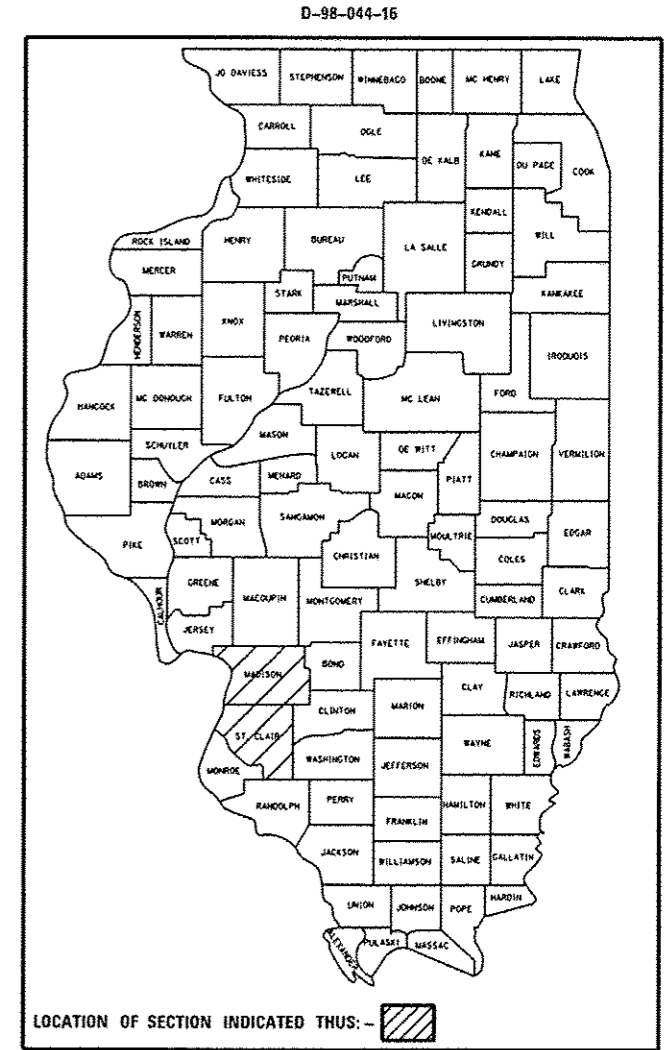 D-98-044-16
JO DAVIESS STEPHENSON WINNEBAGO BOONE MC HENRY LAKE
CARROLL OGLE DE KALB KANE DU PAGE COOK
WHITESIDE LEE KENDALL WILL
ROCK ISLAND HENRY BUREAU LA SALLE GRUNDY
MERCER PUTNAM KANKAKEE
STARK MARSHALL
HENDERSON WARREN KNOX PEORIA WOODFORD LIVINGSTON IROQUOIS
HANCOCK MC DONOUGH FULTON TAZEWELL MC LEAN FORD
SCHUYLER MASON LOGAN DE WITT CHAMPAIGN VERMILION
ADAMS BROWN CASS MENARD MACON PIATT
PIKE SCOTT MORGAN SANGAMON CHRISTIAN MOULTRIE DOUGLAS EDGAR
COLES
CALHOUN GREENE MACOUPIN MONTGOMERY SHELBY CUMBERLAND CLARK
JERSEY FAYETTE EFFINGHAM JASPER CRAWFORD
MADISON BOND CLAY RICHLAND LAWRENCE
CLINTON MARION
ST. CLAIR WASHINGTON WAYNE EDWARDS WABASH
MONROE JEFFERSON
RANDOLPH PERRY HAMILTON WHITE
FRANKLIN
JACKSON WILLIAMSON SALINE GALLATIN
UNION JOHNSON POPE HARDIN
ALEXANDER PULASKI MASSAC
LOCATION OF SECTION INDICATED THUS: -